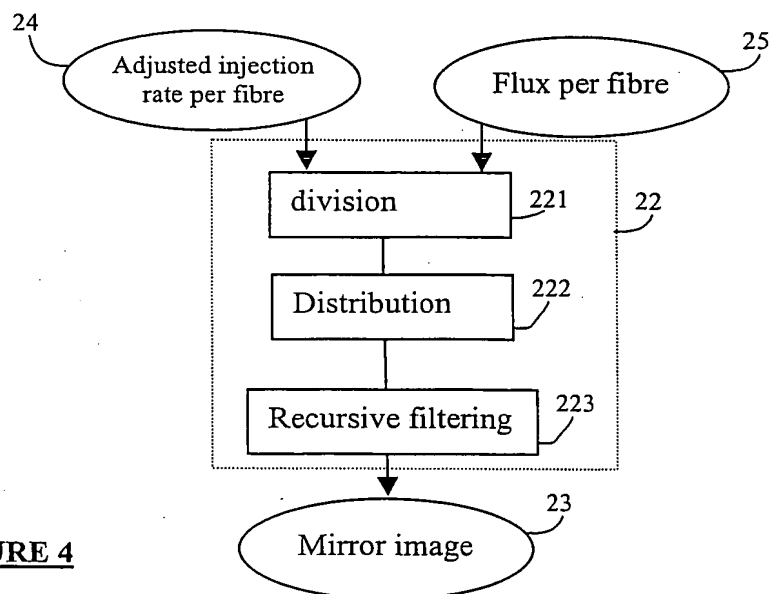 24
Adjusted injection
rate per fibre
25
Flux per fibre
division
221
22
Distribution
222
Recursive filtering
223
23
Mirror image
URE 4